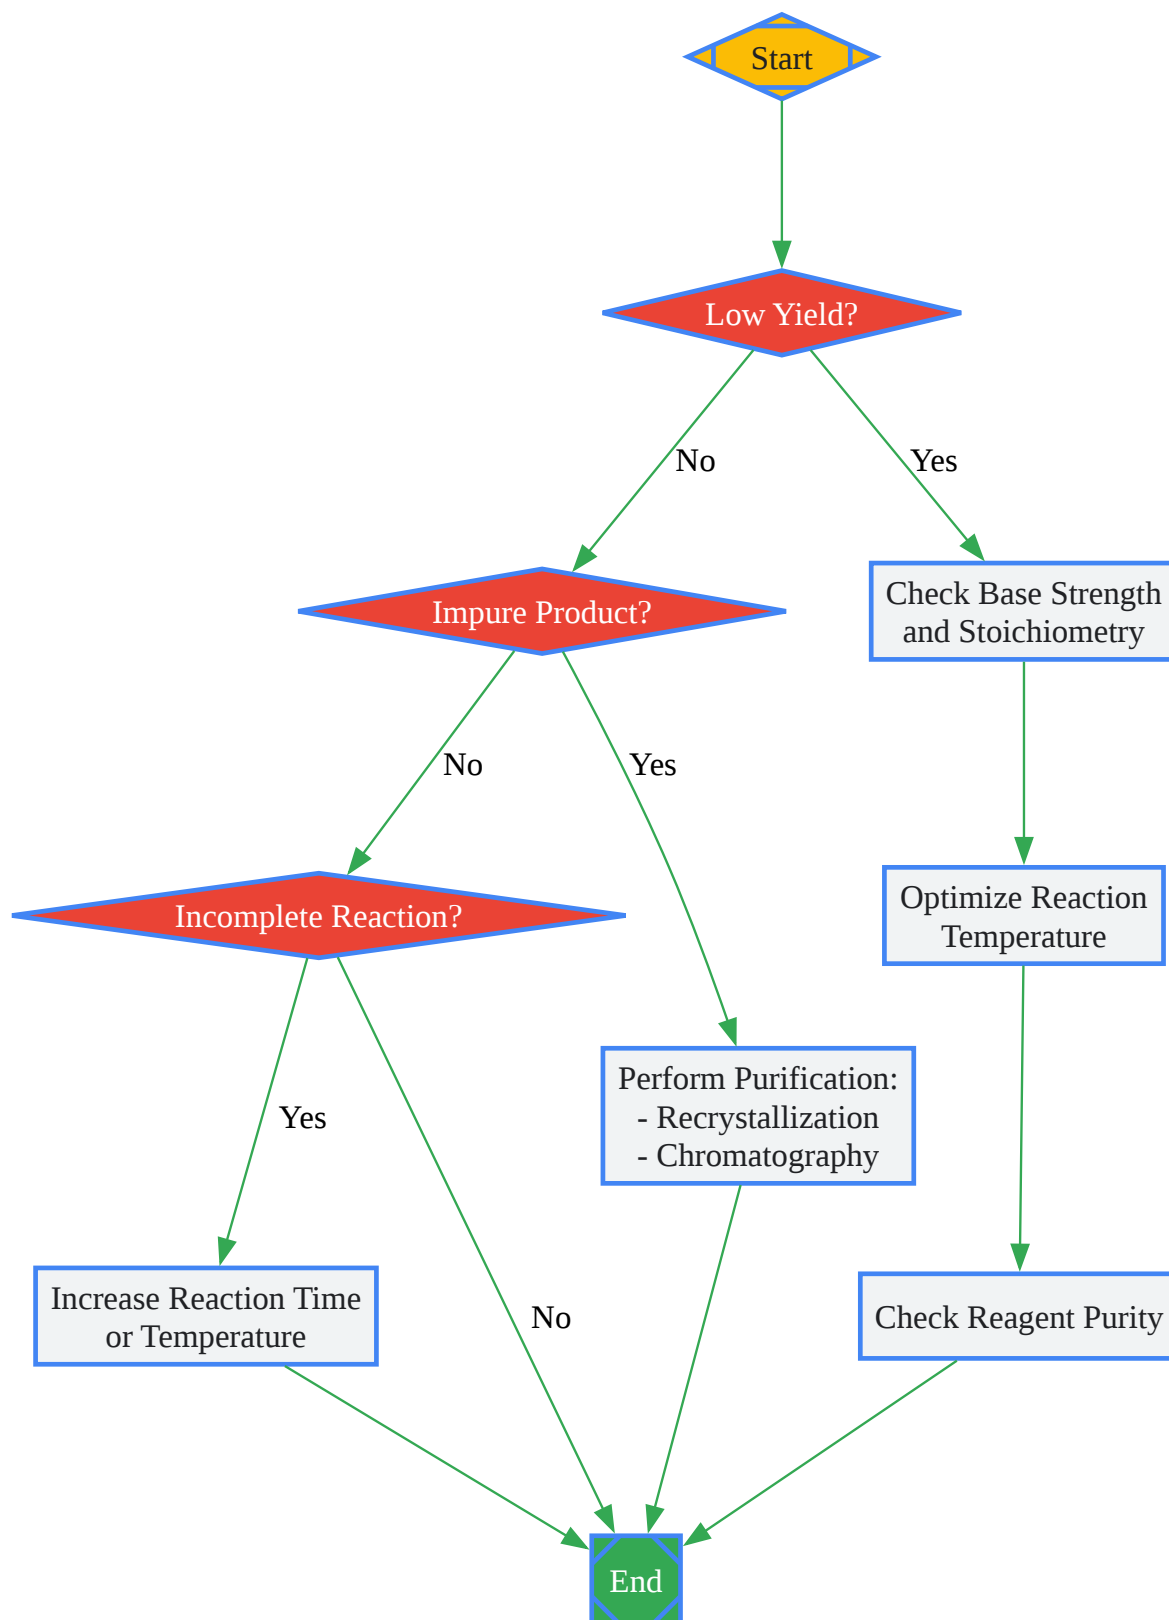 Start
Low Yield?
No
Yes
Impure Product?
Check Base Strength
and Stoichiometry
No
Yes
Incomplete Reaction?
Optimize Reaction
Temperature
Perform Purification:
- Recrystallization
- Chromatography
Yes
Increase Reaction Time
or Temperature
No
Check Reagent Purity
End